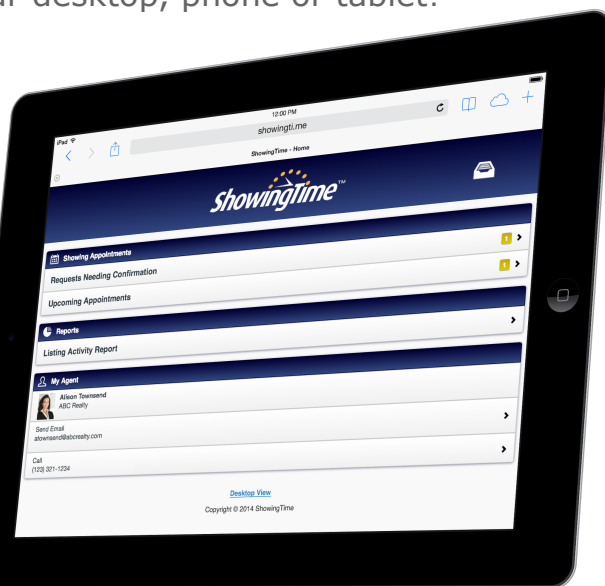 ur desktop, phone or tablet!
iPad
12:00 PM
showingti.me
ShowingTime - Home
ShowingTime™
Showing Appointments
Requests Needing Confirmation 1
Upcoming Appointments 1
Reports
Listing Activity Report
My Agent
Alison Townsend
ABC Realty
Send Email
atownsend@abcrealty.com
Call
(123) 321-1234
Desktop View
Copyright © 2014 ShowingTime